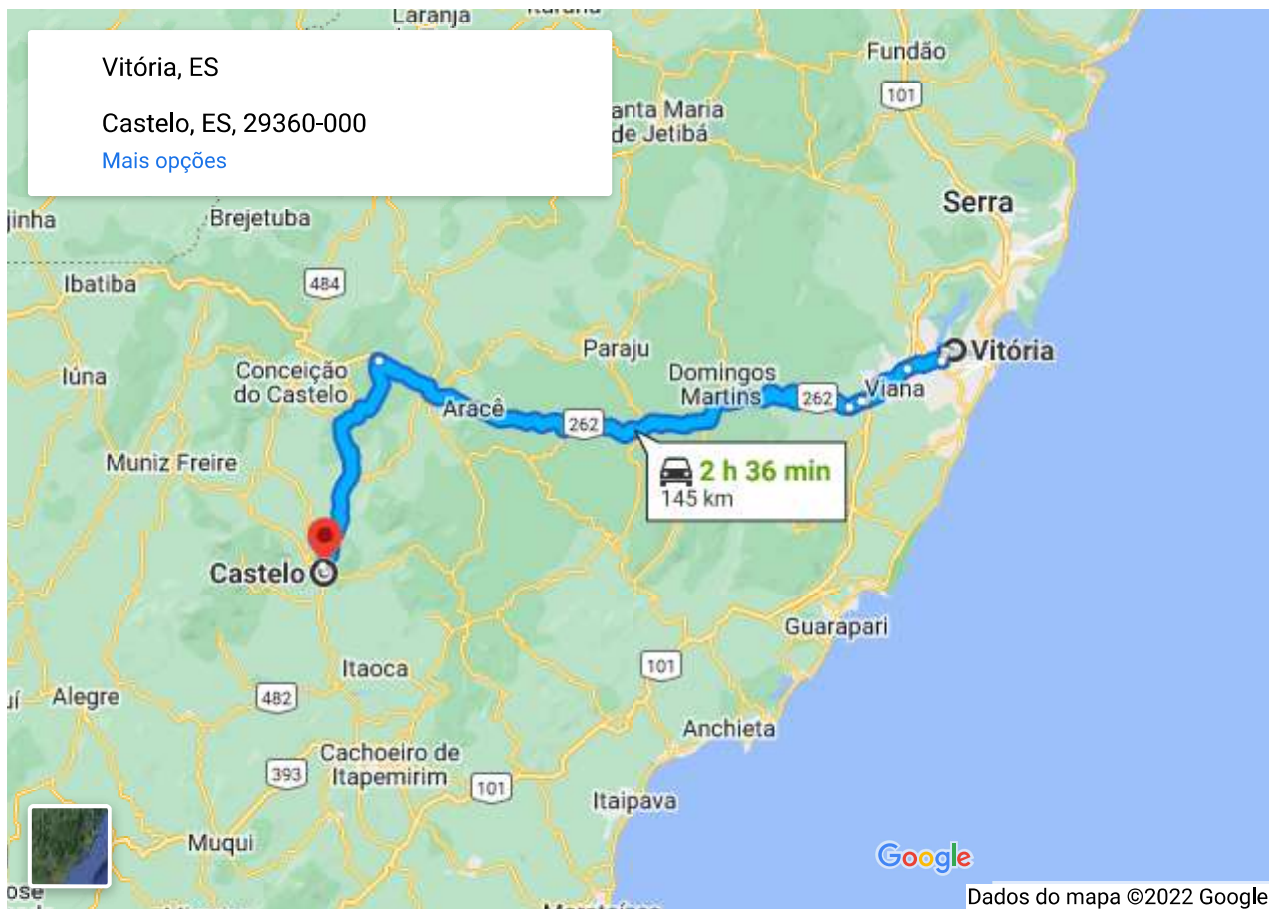 Laranja
Vitória, ES
Castelo, ES, 29360-000
Mais opções
Fundão
101
anta Maria
de Jetibá
Serra
jinha
Brejetuba
Ibatiba
484
Paraju
Vitória
Iúna
Conceição
do Castelo
Domingos
Martins
262
Viana
Aracê
262
Muniz Freire
2 h 36 min
145 km
Castelo
Guarapari
Itaoca
101
Alegre
482
Anchieta
Cachoeiro de
Itapemirim
393
101
Itaipava
Muqui
Google
Dados do mapa ©2022 Google